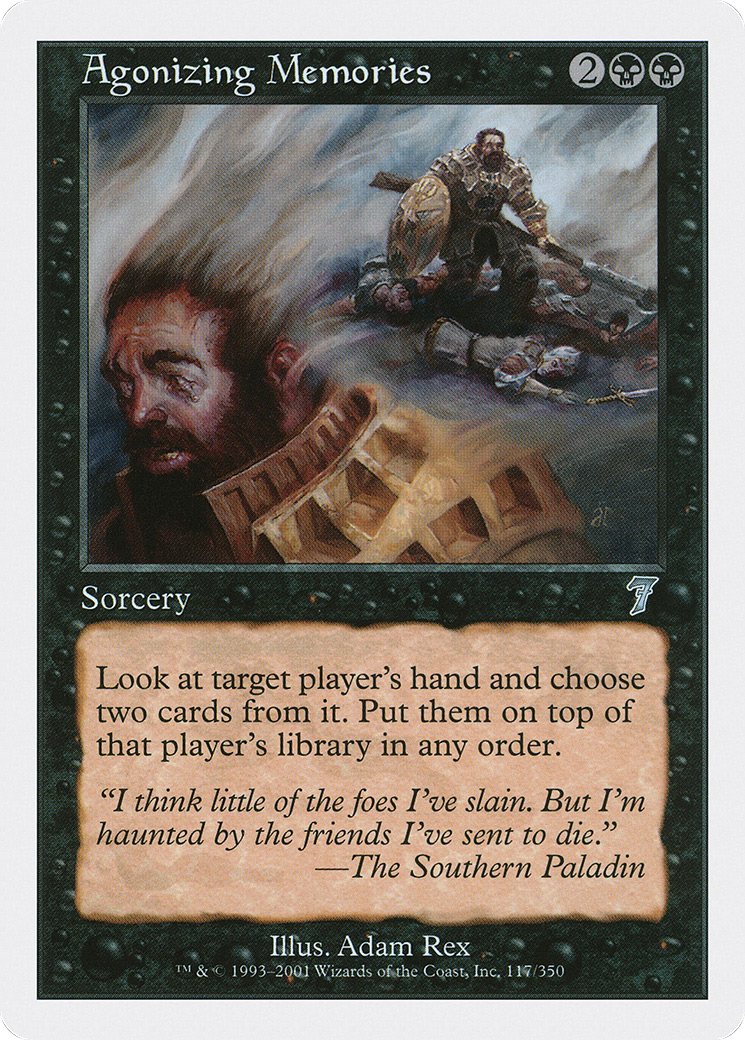 Agonizing Memories 2
Sorcery 7
Look at target player's hand and choose
two cards from it. Put them on top of
that player's library in any order.
“I think little of the foes I've slain. But I'm
haunted by the friends I've sent to die.”
—The Southern Paladin
Illus. Adam Rex
™ & © 1993–2001 Wizards of the Coast, Inc. 117/350